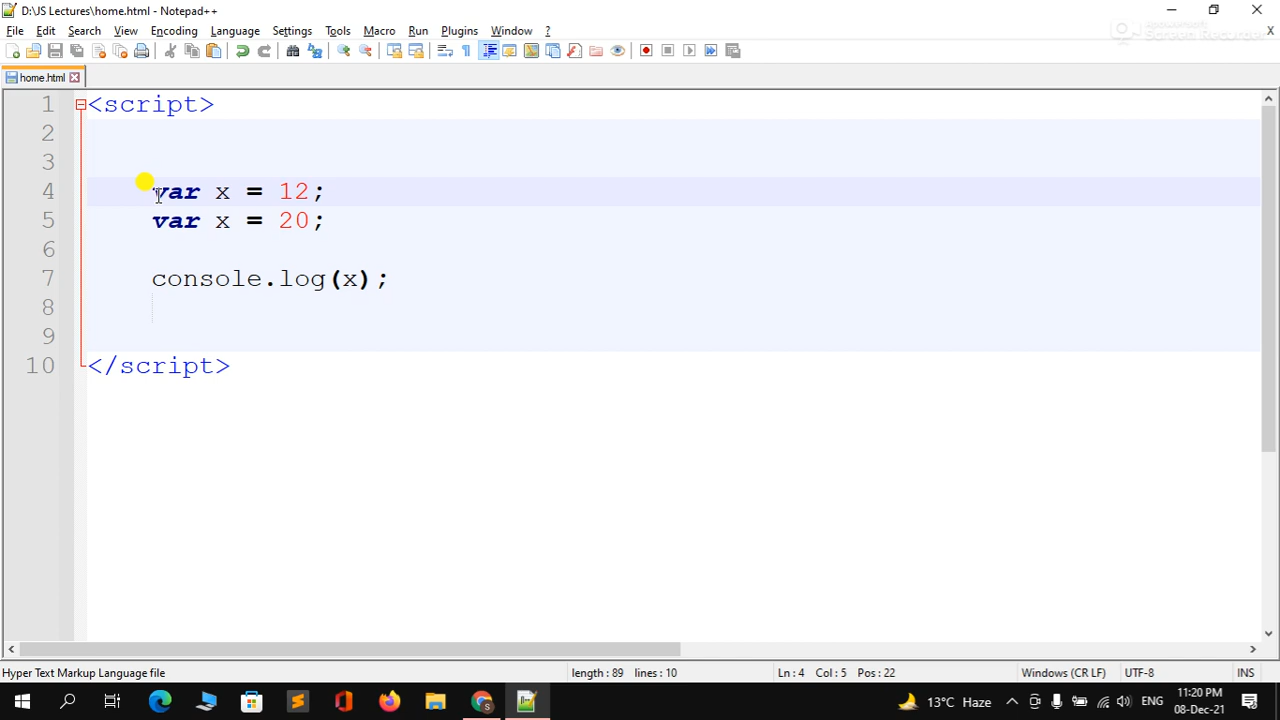 D:\JS Lectures\home.html - Notepad++
File Edit Search View Encoding Language Settings Tools Macro Run Plugins Window ? X
Screen Recorder
home.html
1 <script>
2
3
4 var x = 12;
5 var x = 20;
6
7 console.log(x);
8
9
10 </script>
Hyper Text Markup Language file length : 89 lines : 10 Ln : 4 Col : 5 Pos : 22 Windows (CR LF) UTF-8 INS
13°C Haze ENG 11:20 PM
08-Dec-21